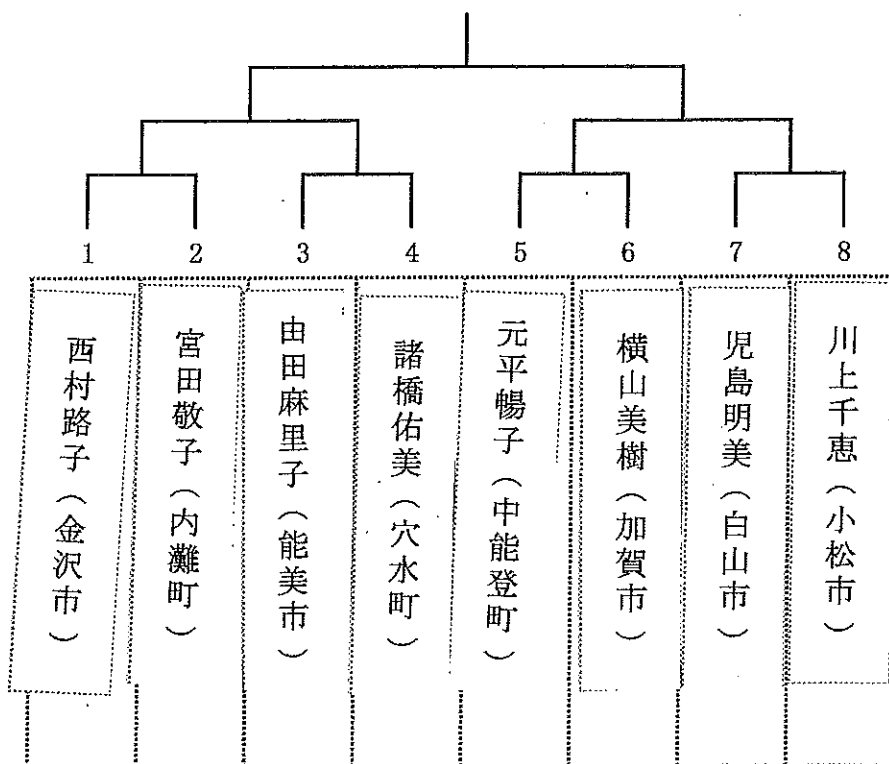 1 2 3 4 5 6 7 8
西村路子（金沢市）
宮田敬子（内灘町）
由田麻里子（能美市）
諸橋佑美（穴水町）
元平暢子（中能登町）
横山美樹（加賀市）
児島明美（白山市）
川上千恵（小松市）